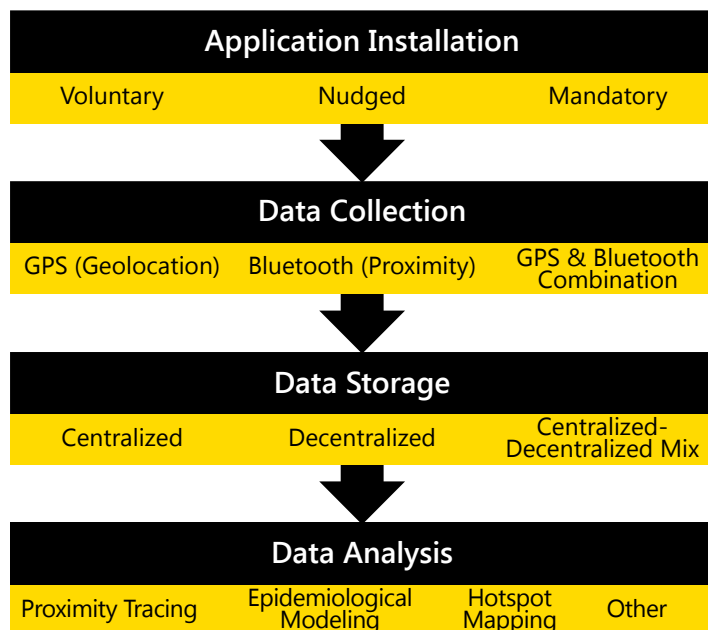 Application Installation
Voluntary Nudged Mandatory
Data Collection
GPS (Geolocation) Bluetooth (Proximity) GPS & Bluetooth
Combination
Data Storage
Centralized Decentralized Centralized-
Decentralized Mix
Data Analysis
Proximity Tracing Epidemiological
Modeling Hotspot
Mapping Other